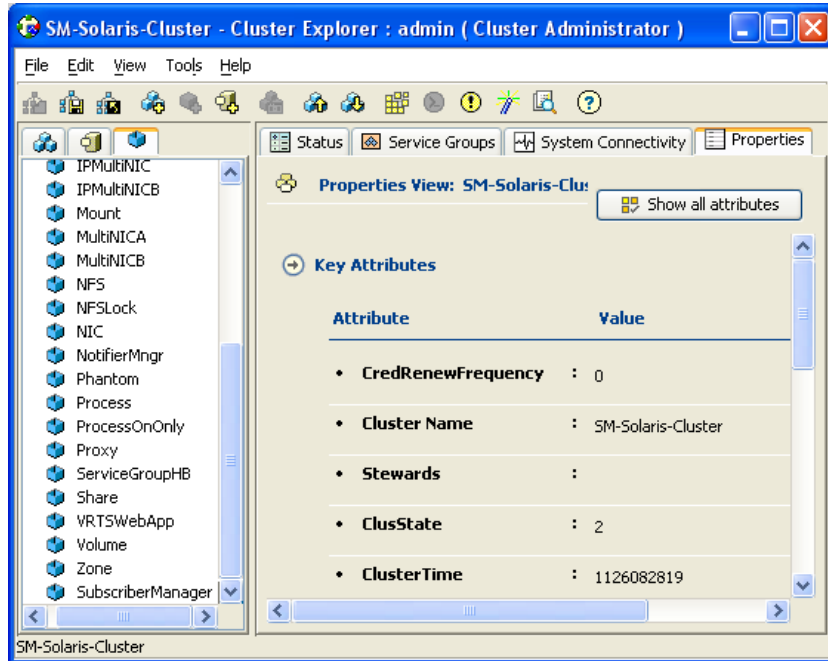 SM-Solaris-Cluster - Cluster Explorer : admin ( Cluster Administrator )
File Edit View Tools Help
Status Service Groups System Connectivity Properties
IPMultiNIC
IPMultiNICB
Mount
MultiNICA
MultiNICB
NFS
NFSLock
NIC
NotifierMngr
Phantom
Process
ProcessOnOnly
Proxy
ServiceGroupHB
Share
VRTSWebApp
Volume
Zone
SubscriberManager
Properties View: SM-Solaris-Clus
Show all attributes
Key Attributes
Attribute Value
• CredRenewFrequency : 0
• Cluster Name : SM-Solaris-Cluster
• Stewards :
• ClusState : 2
• ClusterTime : 1126082819
SM-Solaris-Cluster